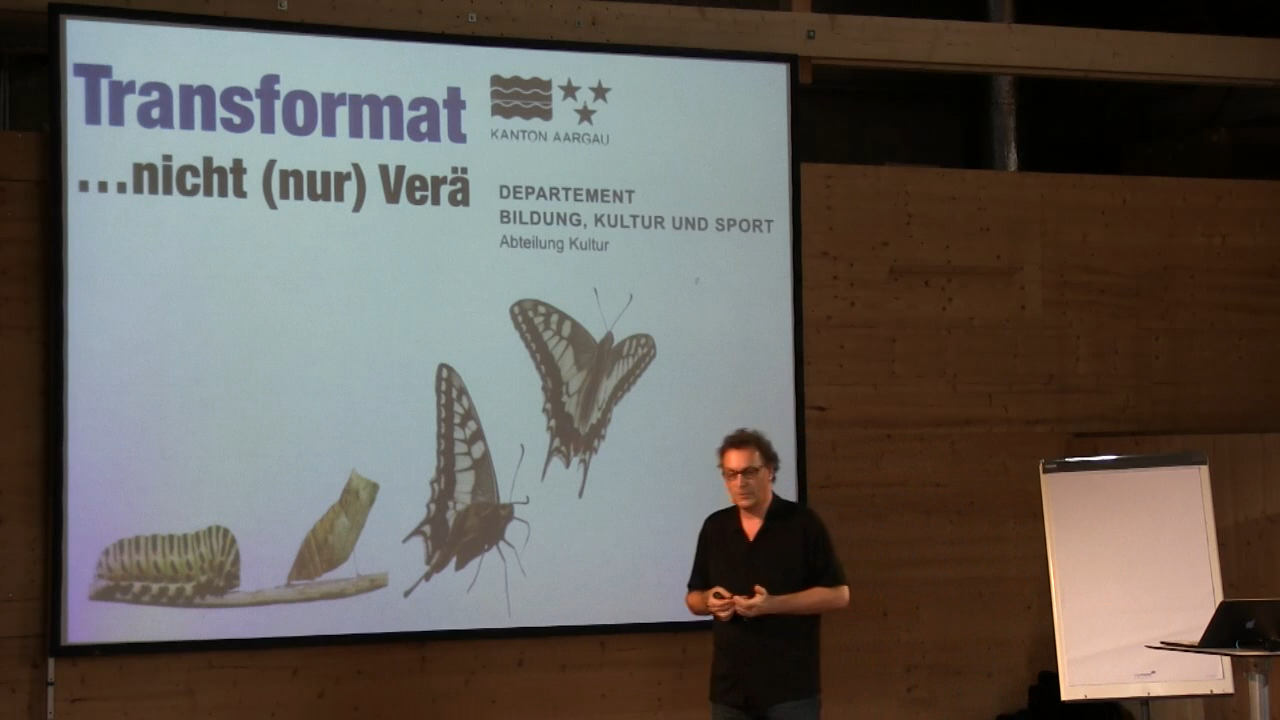 Transformat
...nicht (nur) Verä
KANTON AARGAU
DEPARTEMENT
BILDUNG, KULTUR UND SPORT
Abteilung Kultur